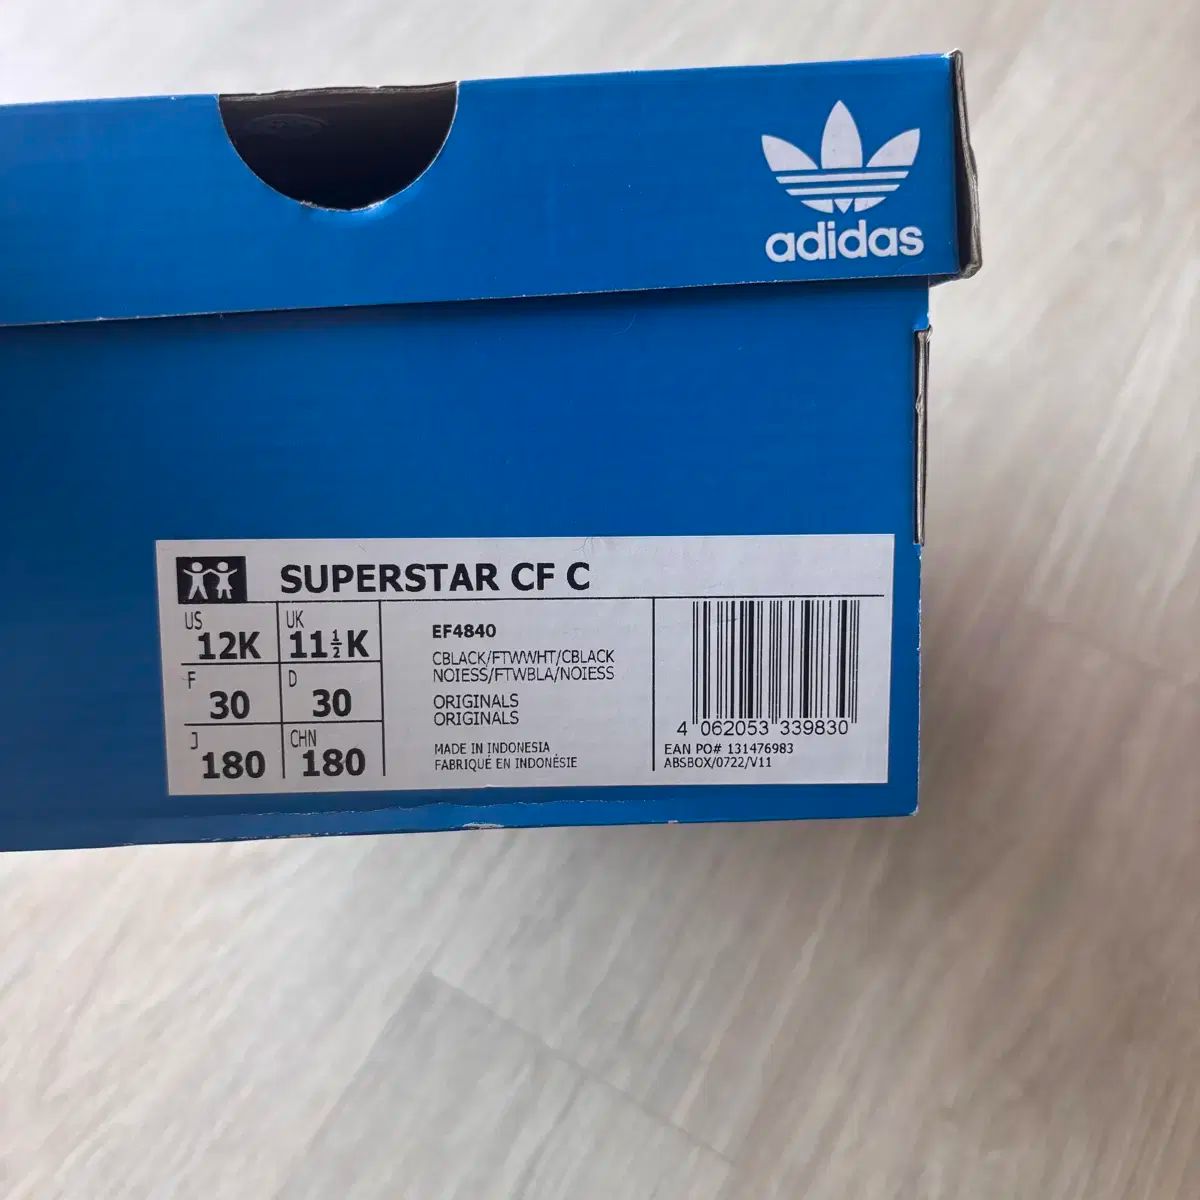 adidas
SUPERSTAR CF C
US
12K
UK
11½K
F
30
D
30
J
180
CHN
180
EF4840
CBLACK/FTWWHT/CBLACK
NOIESS/FTWBLA/NOIESS
ORIGINALS
ORIGINALS
MADE IN INDONESIA
FABRIQUÉ EN INDONÉSIE
4 062053 339830
EAN PO# 131476983
ABSBOX/0722/V11